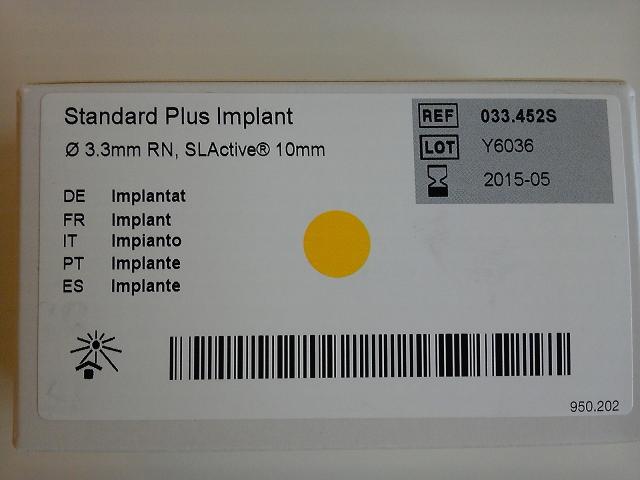 Standard Plus Implant
Ø 3.3mm RN, SLActive® 10mm
REF 033.452S
LOT Y6036
2015-05
DE Implantat
FR Implant
IT Impianto
PT Implante
ES Implante
950.202